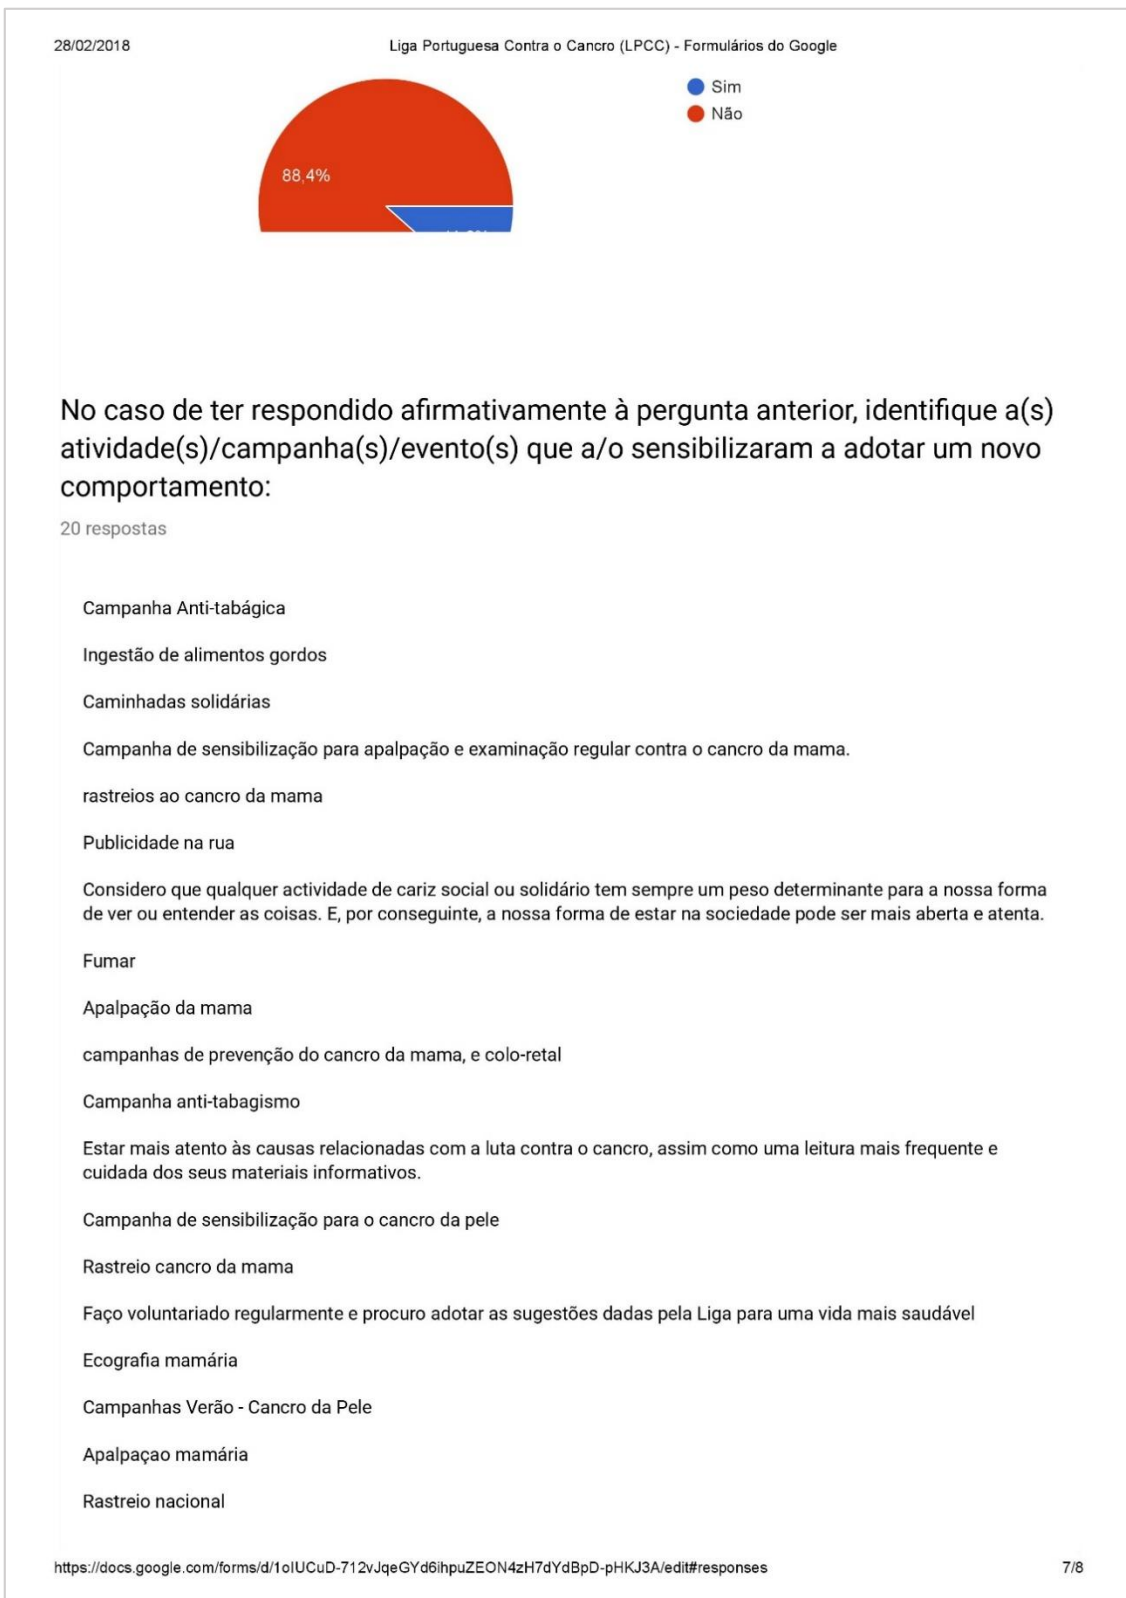 28/02/2018
Liga Portuguesa Contra o Cancro (LPCC) - Formulários do Google
Sim
Não
88,4%
No caso de ter respondido afirmativamente à pergunta anterior, identifique a(s)
atividade(s)/campanha(s)/evento(s) que a/o sensibilizaram a adotar um novo
comportamento:
20 respostas
Campanha Anti-tabágica
Ingestão de alimentos gordos
Caminhadas solidárias
Campanha de sensibilização para apalpação e examinação regular contra o cancro da mama.
rastreios ao cancro da mama
Publicidade na rua
Considero que qualquer actividade de cariz social ou solidário tem sempre um peso determinante para a nossa forma
de ver ou entender as coisas. E, por conseguinte, a nossa forma de estar na sociedade pode ser mais aberta e atenta.
Fumar
Apalpação da mama
campanhas de prevenção do cancro da mama, e colo-retal
Campanha anti-tabagismo
Estar mais atento às causas relacionadas com a luta contra o cancro, assim como uma leitura mais frequente e
cuidada dos seus materiais informativos.
Campanha de sensibilização para o cancro da pele
Rastreio cancro da mama
Faço voluntariado regularmente e procuro adotar as sugestões dadas pela Liga para uma vida mais saudável
Ecografia mamária
Campanhas Verão - Cancro da Pele
Apalpaçao mamária
Rastreio nacional
https://docs.google.com/forms/d/1oIUCuD-712vJqeGYd6ihpuZEON4zH7dYdBpD-pHKJ3A/edit#responses
7/8